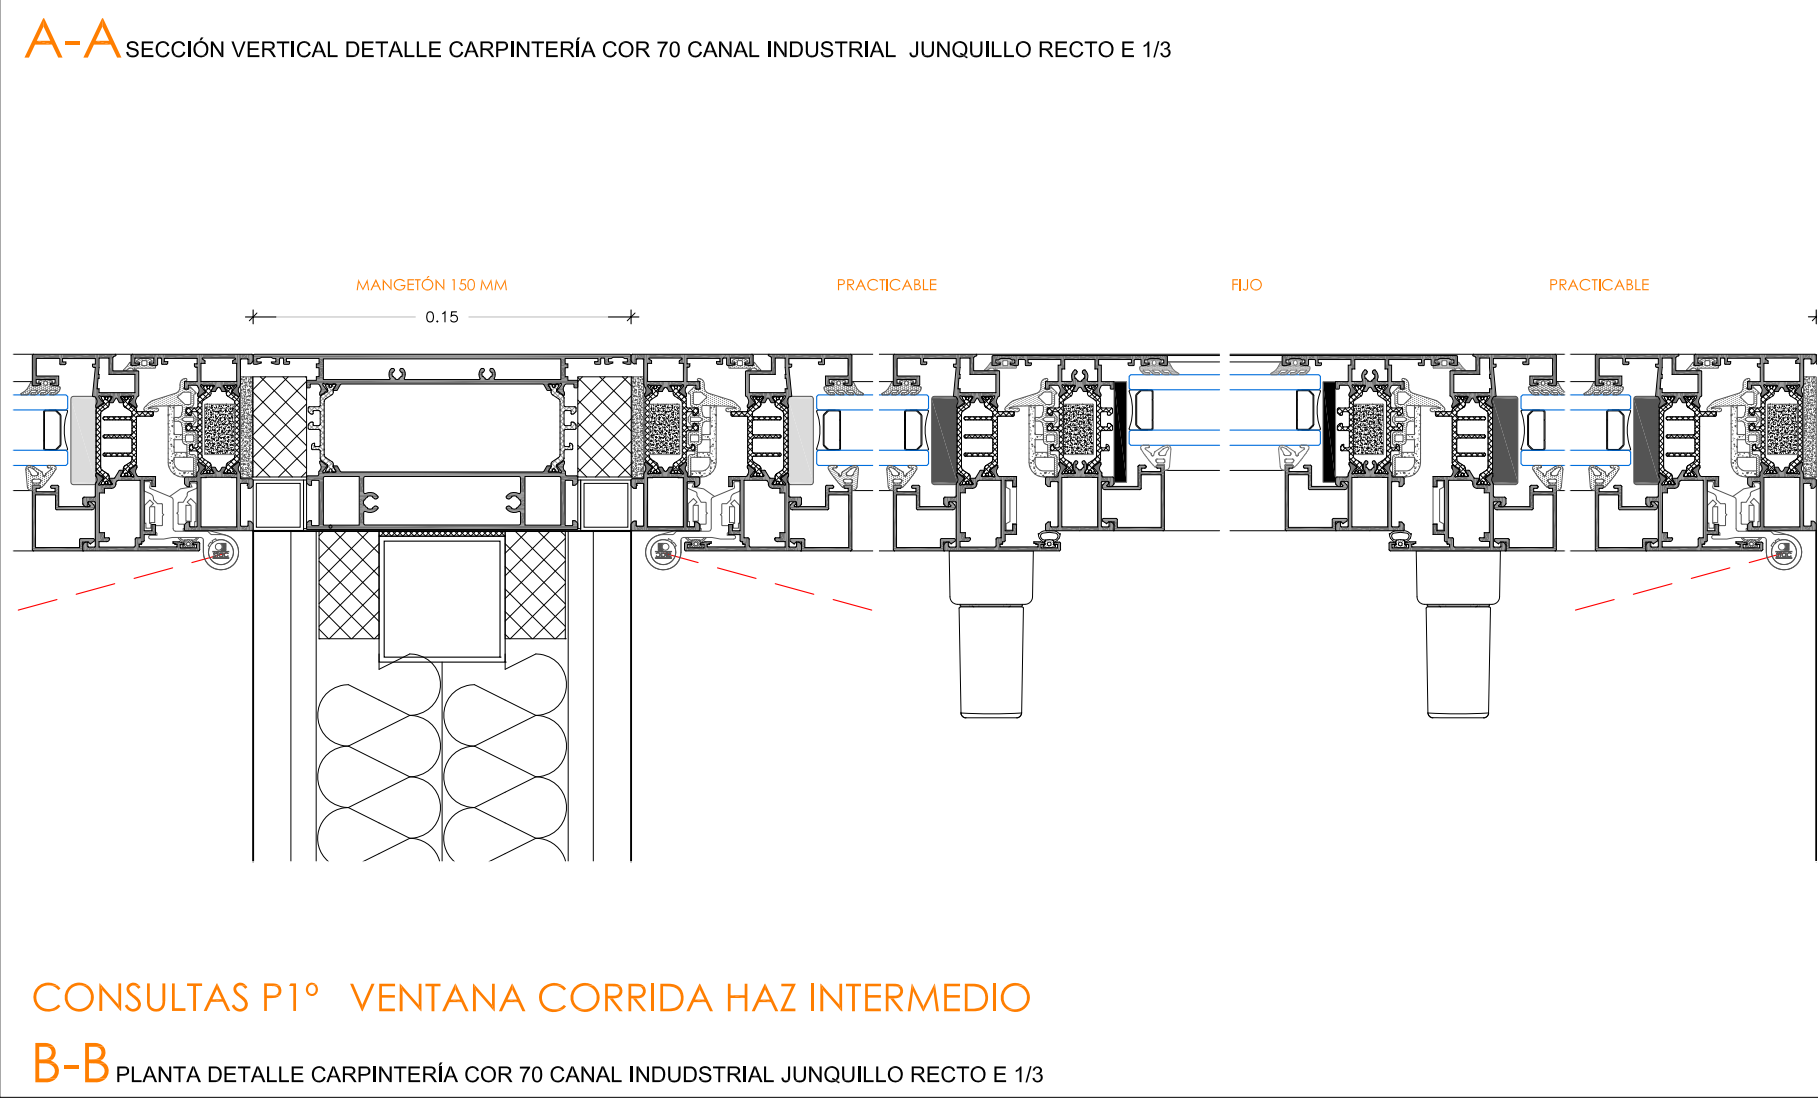 A-A SECCIÓN VERTICAL DETALLE CARPINTERÍA COR 70 CANAL INDUSTRIAL JUNQUILLO RECTO E 1/3
MANGETÓN 150 MM
PRACTICABLE
FIJO
PRACTICABLE
0.15
CONSULTAS P1º VENTANA CORRIDA HAZ INTERMEDIO
B-B PLANTA DETALLE CARPINTERÍA COR 70 CANAL INDUDSTRIAL JUNQUILLO RECTO E 1/3